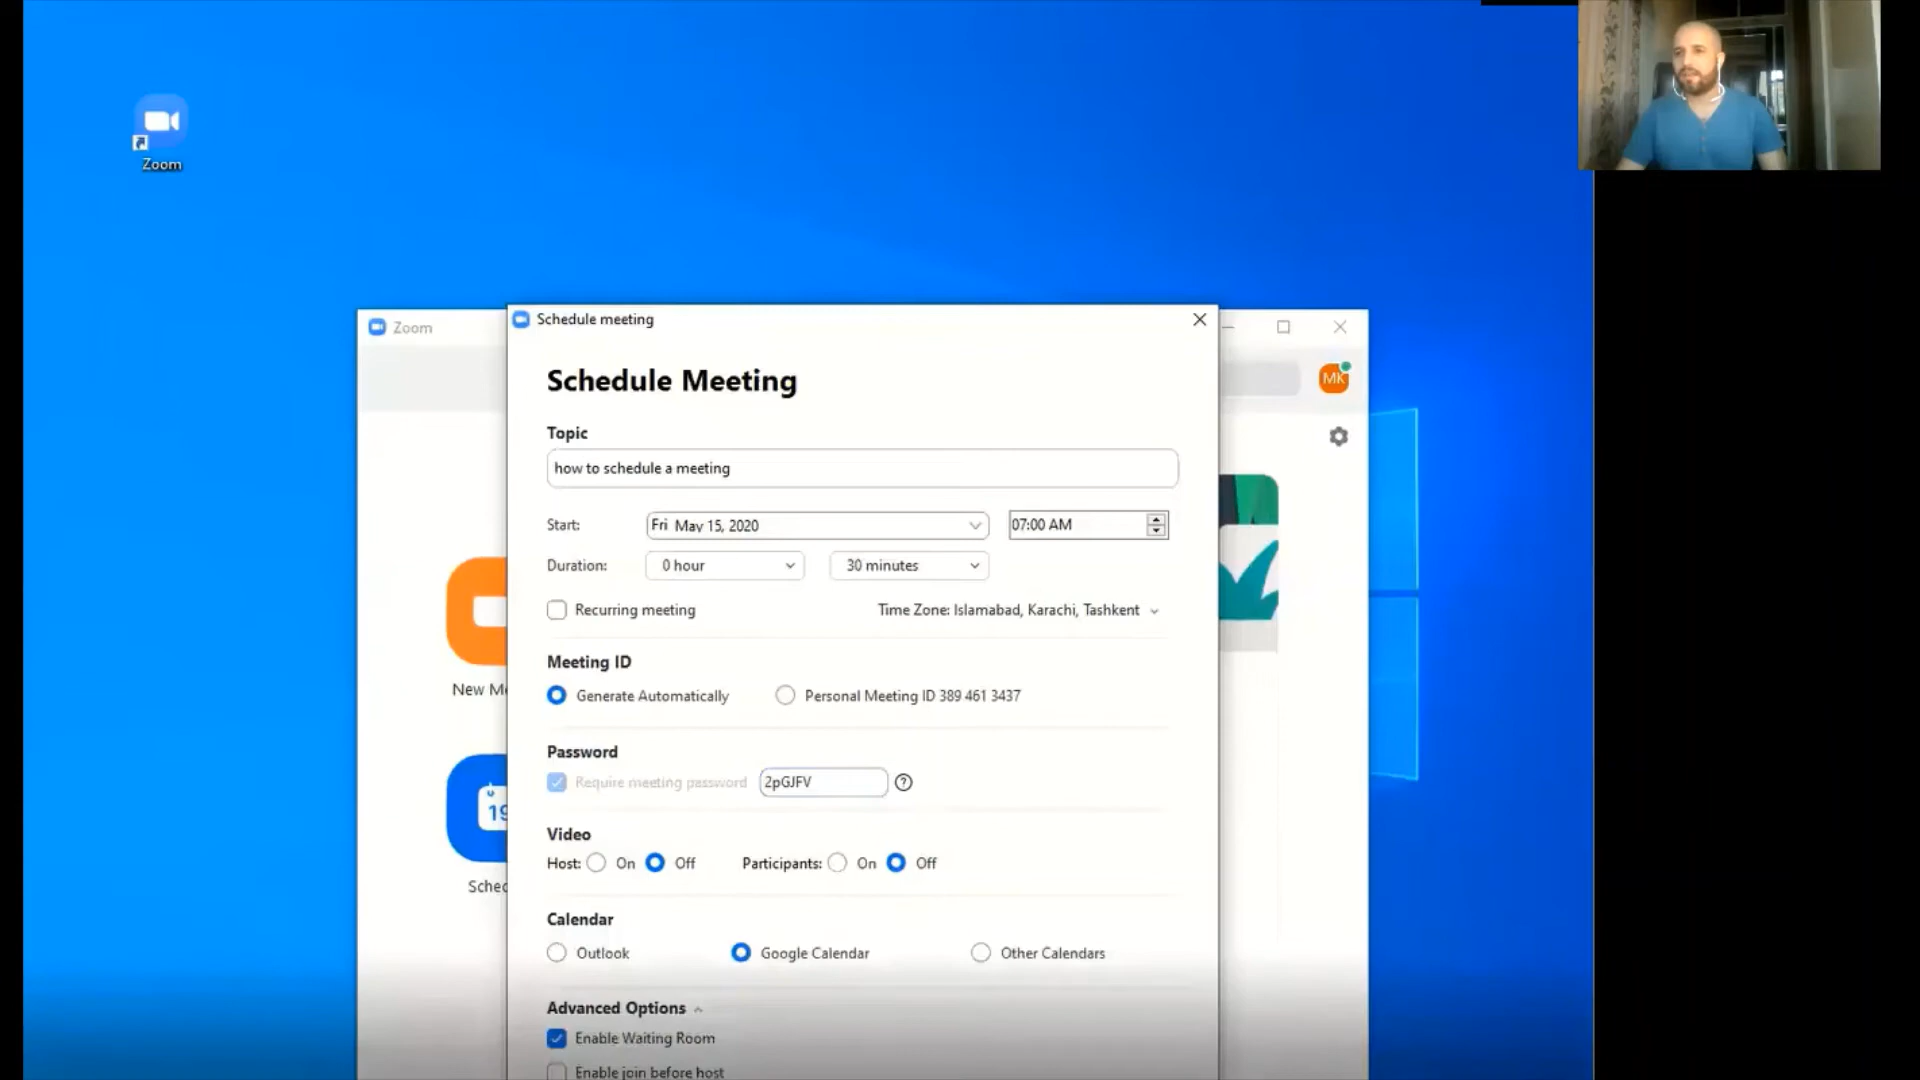 Zoom
Zoom
Schedule meeting
MK
Schedule Meeting
Topic
how to schedule a meeting
Start: Fri May 15, 2020 07:00 AM
Duration: 0 hour 30 minutes
Recurring meeting Time Zone: Islamabad, Karachi, Tashkent
Meeting ID
Generate Automatically Personal Meeting ID 389 461 3437
New M
Password
Require meeting password 2pGJFV ?
19
Video
Host: On Off Participants: On Off
Sched
Calendar
Outlook Google Calendar Other Calendars
Advanced Options
Enable Waiting Room
Enable join before host